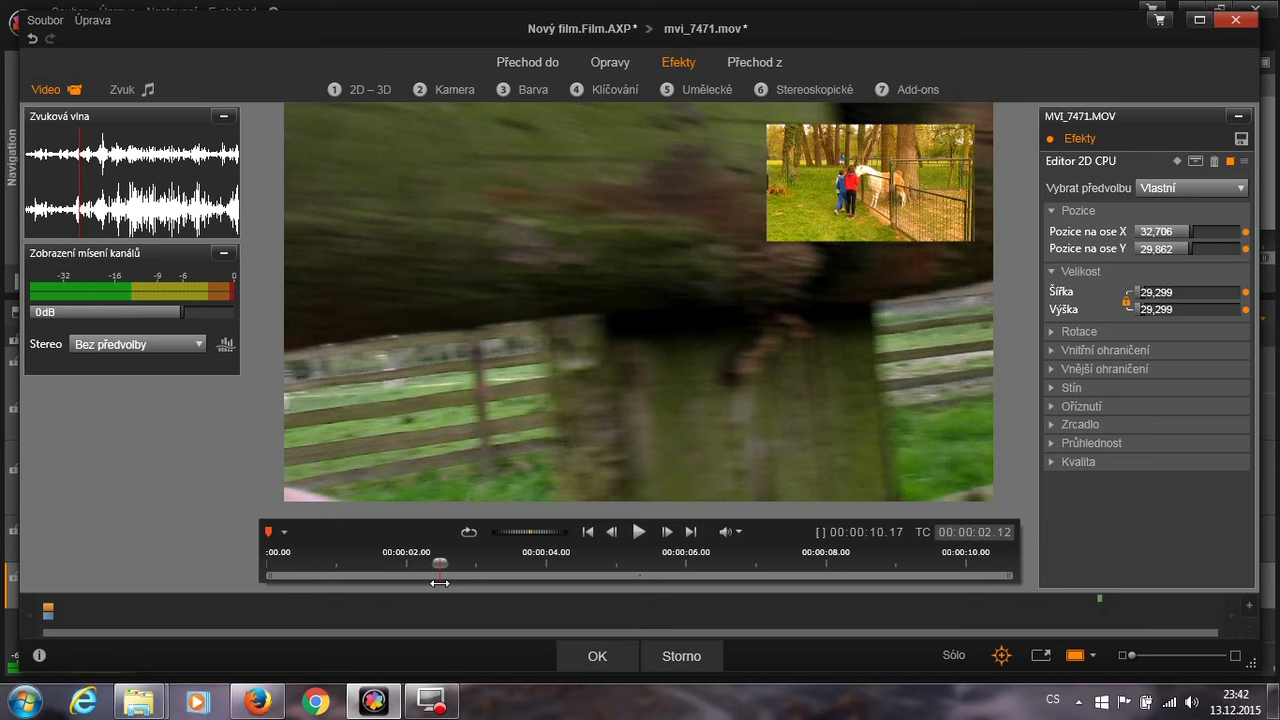 Soubor Úprava
Nový film.Film.AXP* > mvi_7471.mov*
Přechod do Opravy Efekty Přechod z
Video Zvuk 1 2D – 3D 2 Kamera 3 Barva 4 Klíčování 5 Umělecké 6 Stereoskopické 7 Add-ons
Navigation
Zvuková vlna
Zobrazení mísení kanálů
-32 -16 -9 -6 0
0dB
Stereo Bez předvolby
MVI_7471.MOV
Efekty
Editor 2D CPU
Vybrat předvolbu Vlastní
Pozice
Pozice na ose X 32,706
Pozice na ose Y 29,862
Velikost
Šířka 29,299
Výška 29,299
Rotace
Vnitřní ohraničení
Vnější ohraničení
Stín
Oříznutí
Zrcadlo
Průhlednost
Kvalita
[ ] 00:00:10.17 TC 00:00:02.12
:00.00 00:00:02.00 00:00:04.00 00:00:06.00 00:00:08.00 00:00:10.00
OK Storno
Sólo
CS
23:42
13.12.2015